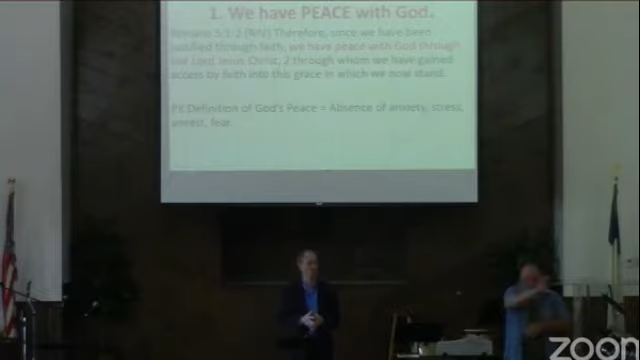 1. We have PEACE with God.
Romans 5:1-2 (NIV) Therefore, since we have been
justified through faith, we have peace with God through
our Lord Jesus Christ, 2 through whom we have gained
access by faith into this grace in which we now stand.
PK Definition of God's Peace = Absence of anxiety, stress,
unrest, fear.
zoom